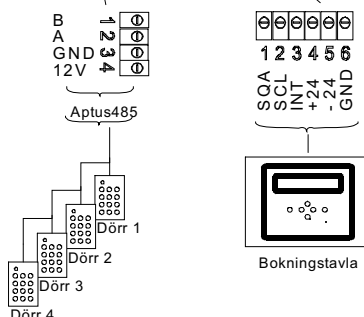 B 1
A 2
GND 3
12V 4
Aptus485
Dörr 1
Dörr 2
Dörr 3
Dörr 4
1 2 3 4 5 6
SQA
SCL
INT
+24
-24
GND
Bokningstavla